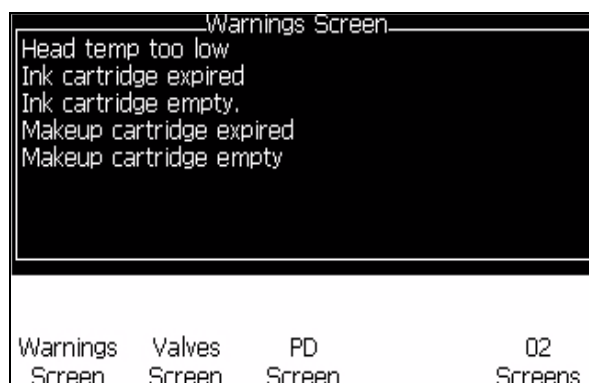 Warnings Screen
Head temp too low
Ink cartridge expired
Ink cartridge empty.
Makeup cartridge expired
Makeup cartridge empty
Warnings Valves PD 02
Screen Screen Screen Screens